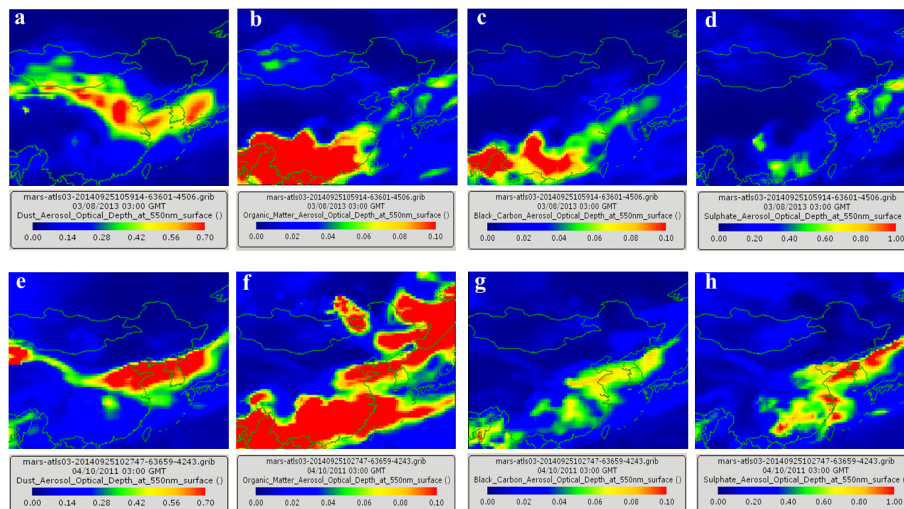 a
b
c
d
mars-atls03-20140925105914-63601-4506.grib
03/08/2013 03:00 GMT
Dust_Aerosol_Optical_Depth_at_550nm_surface ()
0.00 0.14 0.28 0.42 0.56 0.70
mars-atls03-20140925105914-63601-4506.grib
03/08/2013 03:00 GMT
Organic_Matter_Aerosol_Optical_Depth_at_550nm_surface ()
0.00 0.02 0.04 0.06 0.08 0.10
mars-atls03-20140925105914-63601-4506.grib
03/08/2013 03:00 GMT
Black_Carbon_Aerosol_Optical_Depth_at_550nm_surface ()
0.00 0.02 0.04 0.06 0.08 0.10
mars-atls03-20140925105914-63601-4506.grib
03/08/2013 03:00 GMT
Sulphate_Aerosol_Optical_Depth_at_550nm_surface ()
0.00 0.20 0.40 0.60 0.80 1.00
e
f
g
h
mars-atls03-20140925102747-63659-4243.grib
04/10/2011 03:00 GMT
Dust_Aerosol_Optical_Depth_at_550nm_surface ()
0.00 0.14 0.28 0.42 0.56 0.70
mars-atls03-20140925102747-63659-4243.grib
04/10/2011 03:00 GMT
Organic_Matter_Aerosol_Optical_Depth_at_550nm_surface ()
0.00 0.02 0.04 0.06 0.08 0.10
mars-atls03-20140925102747-63659-4243.grib
04/10/2011 03:00 GMT
Black_Carbon_Aerosol_Optical_Depth_at_550nm_surface ()
0.00 0.02 0.04 0.06 0.08 0.10
mars-atls03-20140925102747-63659-4243.grib
04/10/2011 03:00 GMT
Sulphate_Aerosol_Optical_Depth_at_550nm_surface ()
0.00 0.20 0.40 0.60 0.80 1.00